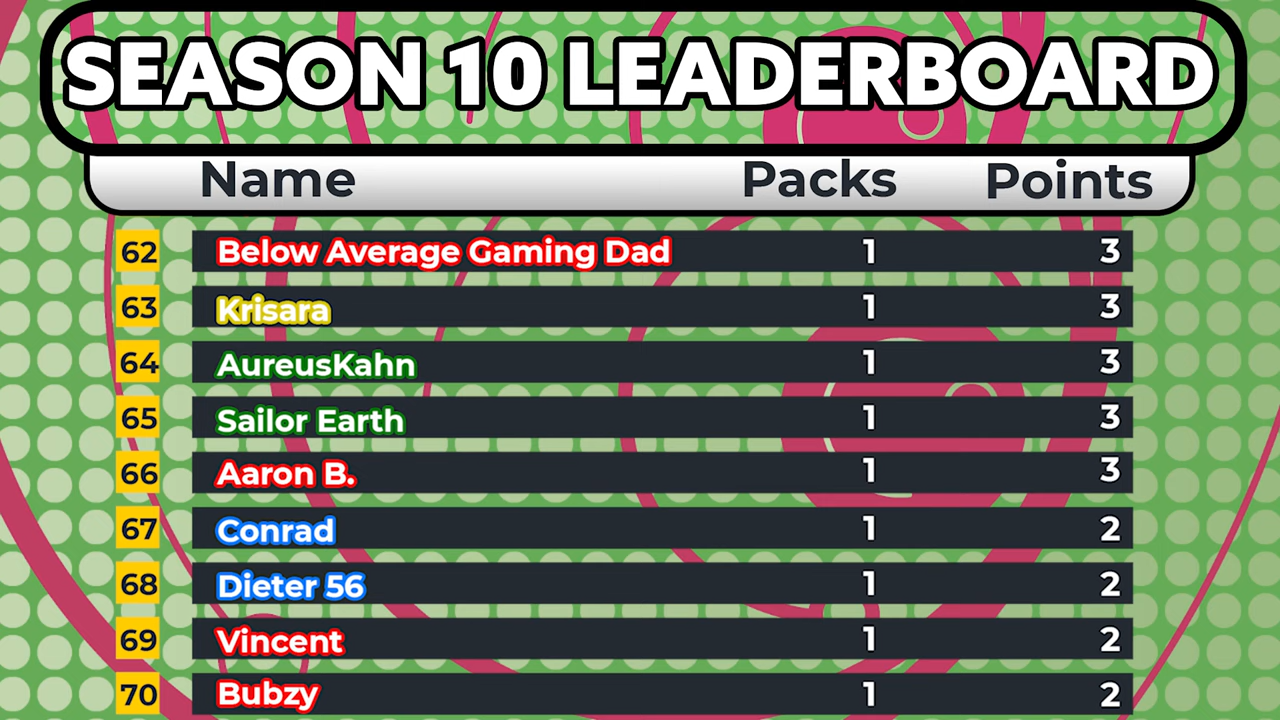 SEASON 10 LEADERBOARD
Name Packs Points
62 Below Average Gaming Dad 1 3
63 Krisara 1 3
64 AureusKahn 1 3
65 Sailor Earth 1 3
66 Aaron B. 1 3
67 Conrad 1 2
68 Dieter 56 1 2
69 Vincent 1 2
70 Bubzy 1 2